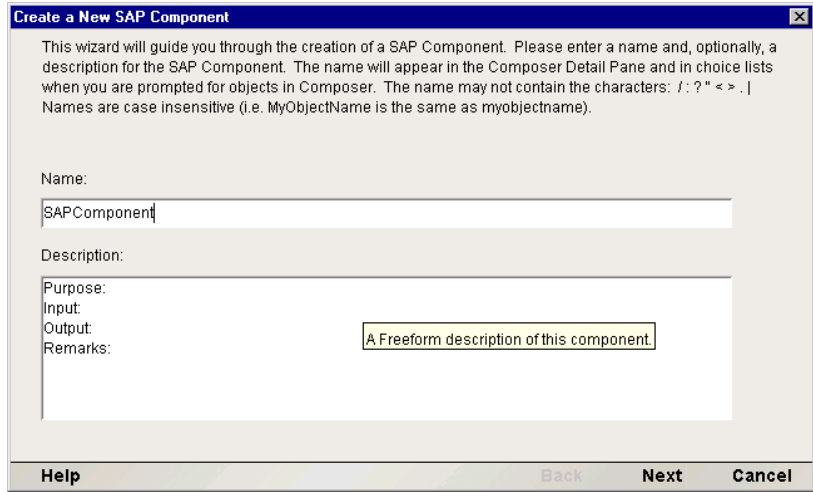 Create a New SAP Component
This wizard will guide you through the creation of a SAP Component. Please enter a name and, optionally, a
description for the SAP Component. The name will appear in the Composer Detail Pane and in choice lists
when you are prompted for objects in Composer. The name may not contain the characters: / : ? " < > . |
Names are case insensitive (i.e. MyObjectName is the same as myobjectname).
Name:
SAPComponent
Description:
Purpose:
Input:
Output:
Remarks:
A Freeform description of this component.
Help
Back
Next
Cancel